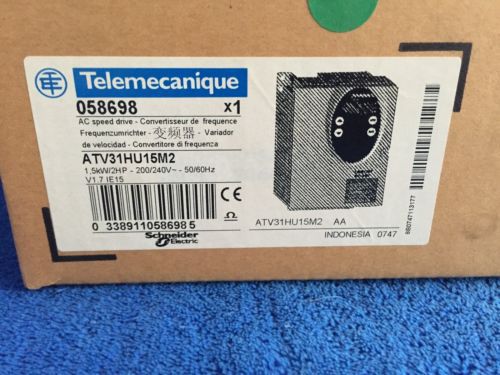 Telemecanique
058698 x1
AC speed drive - Convertisseur de frequence
Frequenzumrichter - 变频器 - Variador
de velocidad - Convertitore di frequenza
ATV31HU15M2
1,5kW/2HP - 200/240V~ - 50/60Hz
V1.7 IE15
CE
0 338911 058698 5
Schneider
Electric
ATV31HU15M2 AA
INDONESIA 0747
8B0747113177